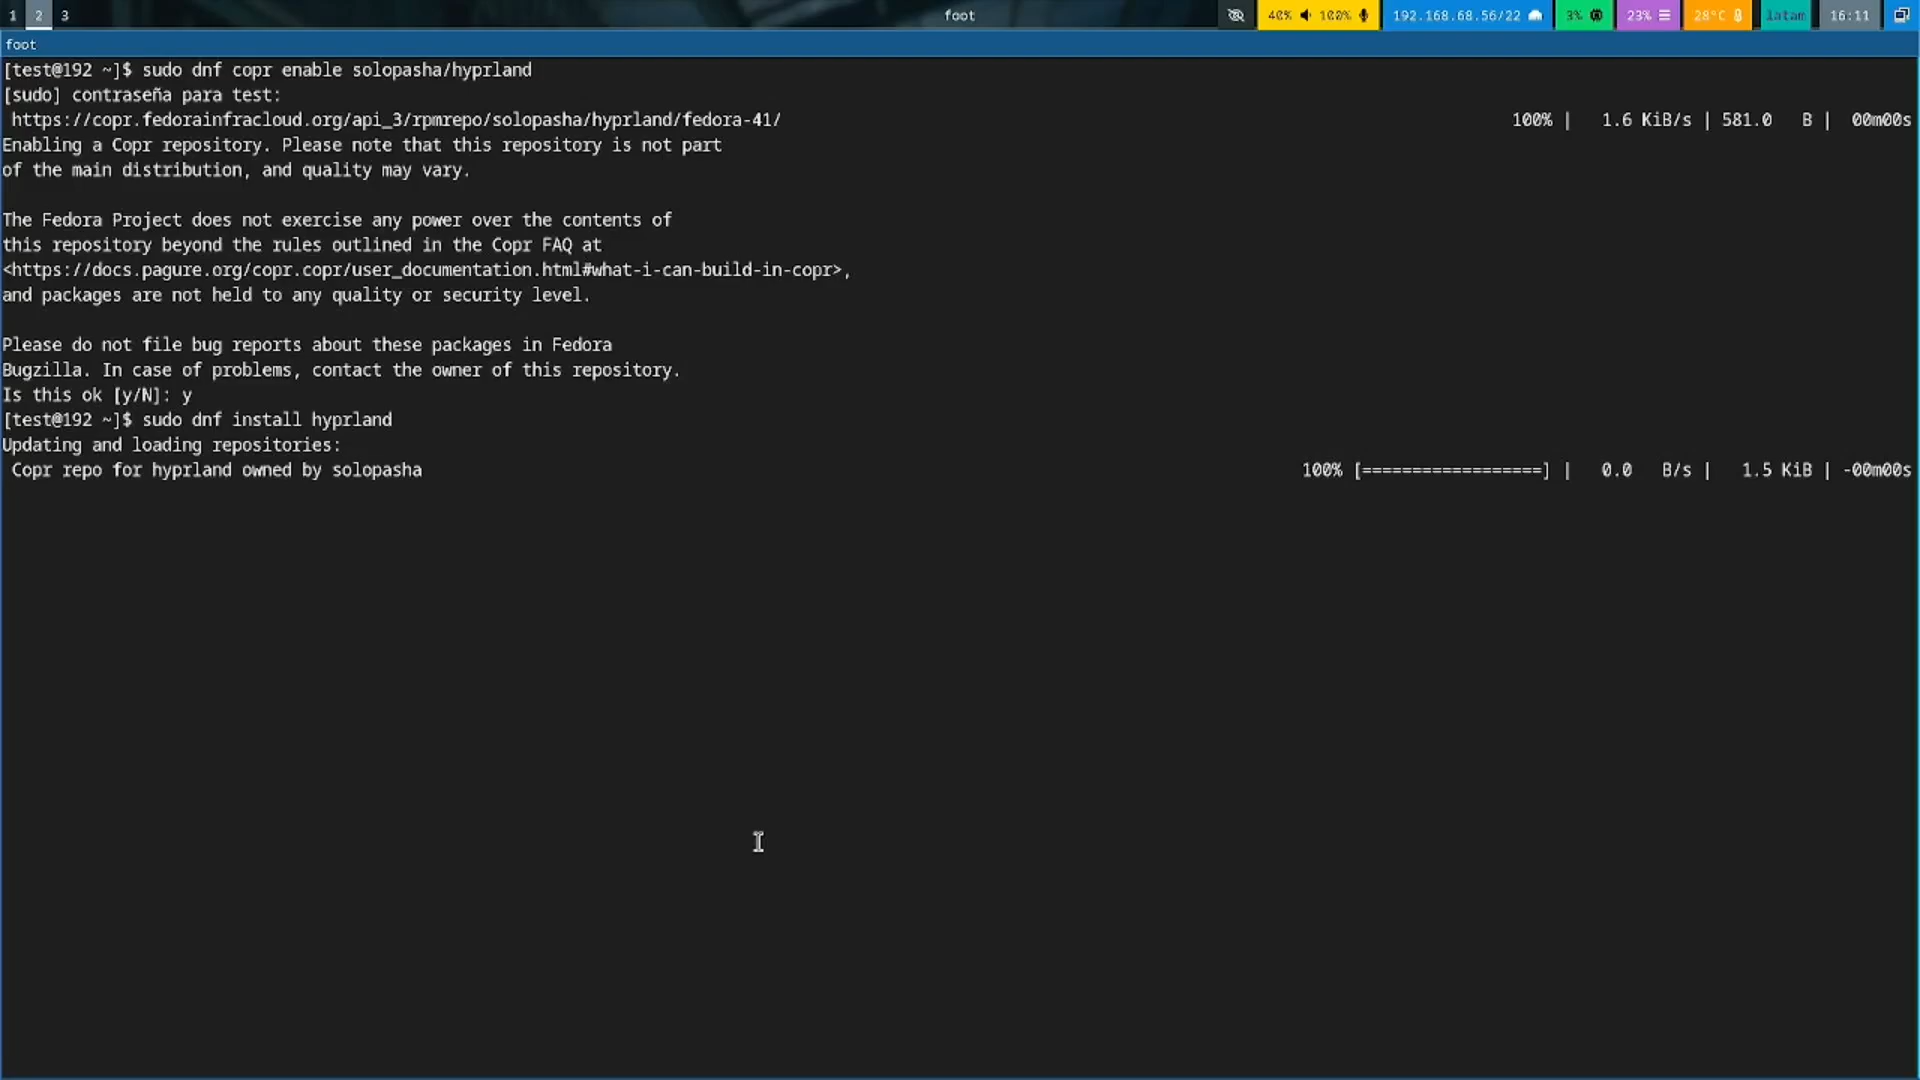 1 2 3 foot 40% 100% 192.168.68.56/22 3% 23% 28°C latam 16:11
foot
[test@192 ~]$ sudo dnf copr enable solopasha/hyprland
[sudo] contraseña para test:
https://copr.fedorainfracloud.org/api_3/rpmrepo/solopasha/hyprland/fedora-41/ 100% | 1.6 KiB/s | 581.0 B | 00m00s
Enabling a Copr repository. Please note that this repository is not part
of the main distribution, and quality may vary.
The Fedora Project does not exercise any power over the contents of
this repository beyond the rules outlined in the Copr FAQ at
<https://docs.pagure.org/copr.copr/user_documentation.html#what-i-can-build-in-copr>,
and packages are not held to any quality or security level.
Please do not file bug reports about these packages in Fedora
Bugzilla. In case of problems, contact the owner of this repository.
Is this ok [y/N]: y
[test@192 ~]$ sudo dnf install hyprland
Updating and loading repositories:
Copr repo for hyprland owned by solopasha 100% [==================] | 0.0 B/s | 1.5 KiB | -00m00s